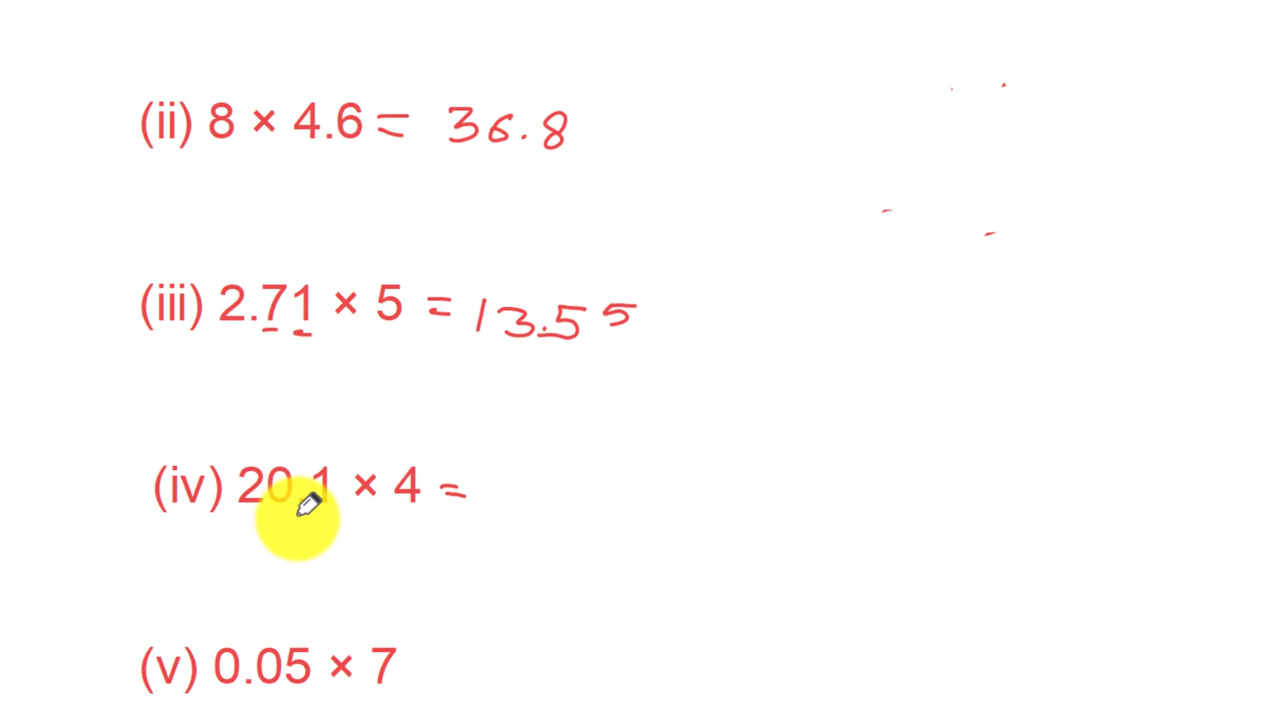 (ii) 8 × 4.6 = 36.8
(iii) 2.71 × 5 = 13.55
(iv) 20.1 × 4 =
(v) 0.05 × 7